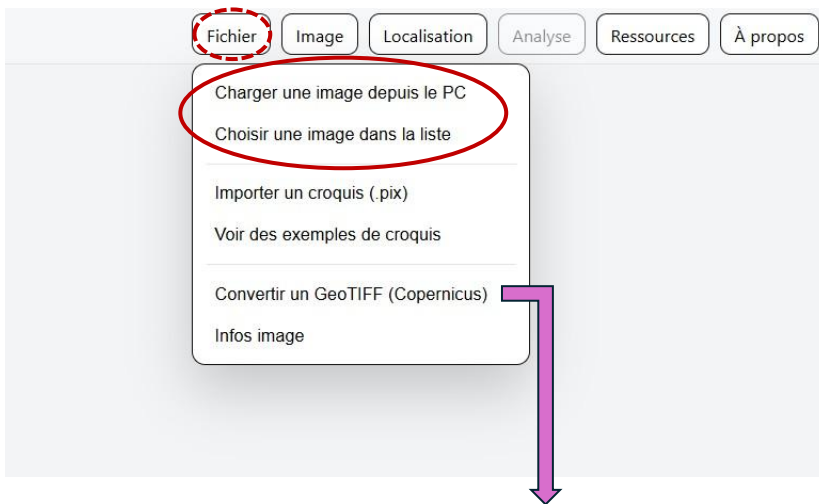 Fichier Image Localisation Analyse Ressources À propos
Charger une image depuis le PC
Choisir une image dans la liste
Importer un croquis (.pix)
Voir des exemples de croquis
Convertir un GeoTIFF (Copernicus)
Infos image